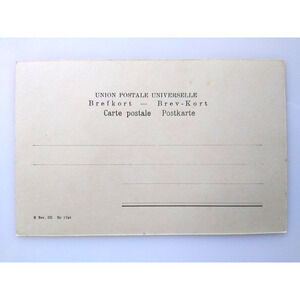 UNION POSTALE UNIVERSELLE
Brefkort — Brev-Kort
Carte postale Postkarte